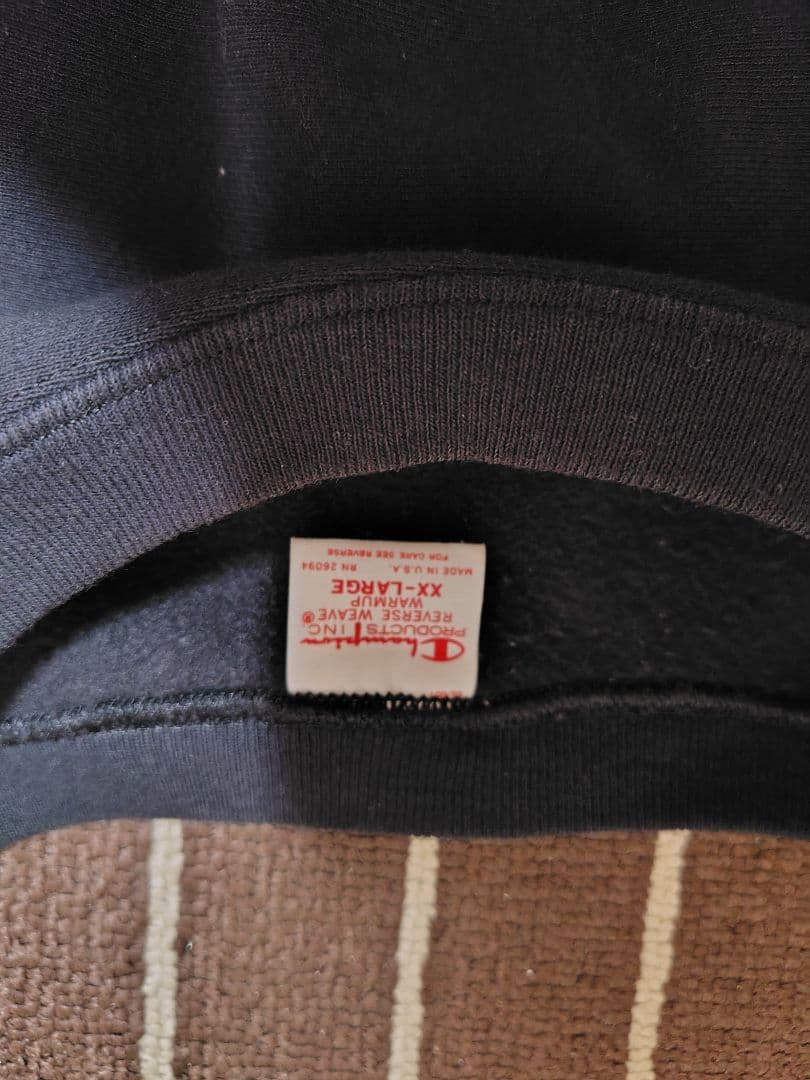 Champion
PRODUCTS INC
REVERSE WEAVE®
WARMUP
XX-LARGE
MADE IN U.S.A. RN 26094
FOR CARE SEE REVERSE